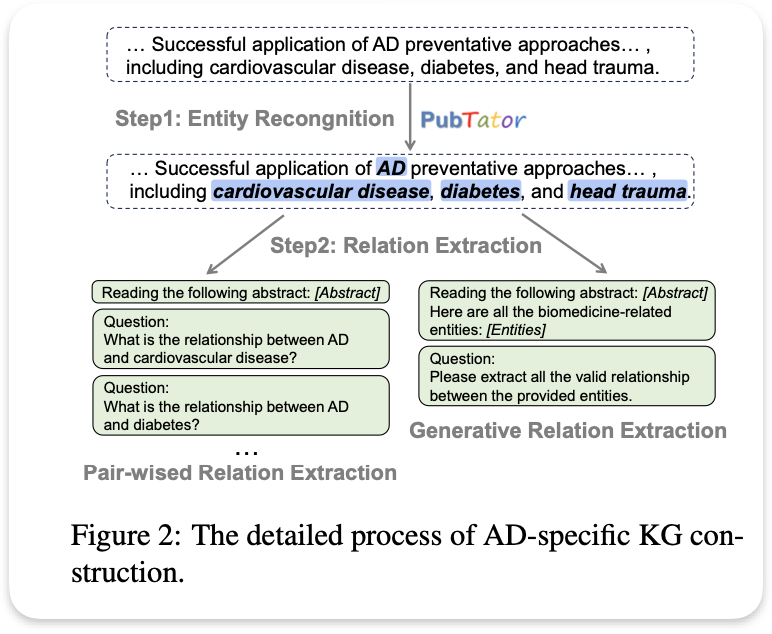 … Successful application of AD preventative approaches… ,
including cardiovascular disease, diabetes, and head trauma.
Step1: Entity Recongnition
PubTator
… Successful application of AD preventative approaches… ,
including cardiovascular disease, diabetes, and head trauma.
Step2: Relation Extraction
Reading the following abstract: [Abstract]
Question:
What is the relationship between AD
and cardiovascular disease?
Question:
What is the relationship between AD
and diabetes?
…
Pair-wised Relation Extraction
Reading the following abstract: [Abstract]
Here are all the biomedicine-related
entities: [Entities]
Question:
Please extract all the valid relationship
between the provided entities.
Generative Relation Extraction
Figure 2: The detailed process of AD-specific KG con-
struction.